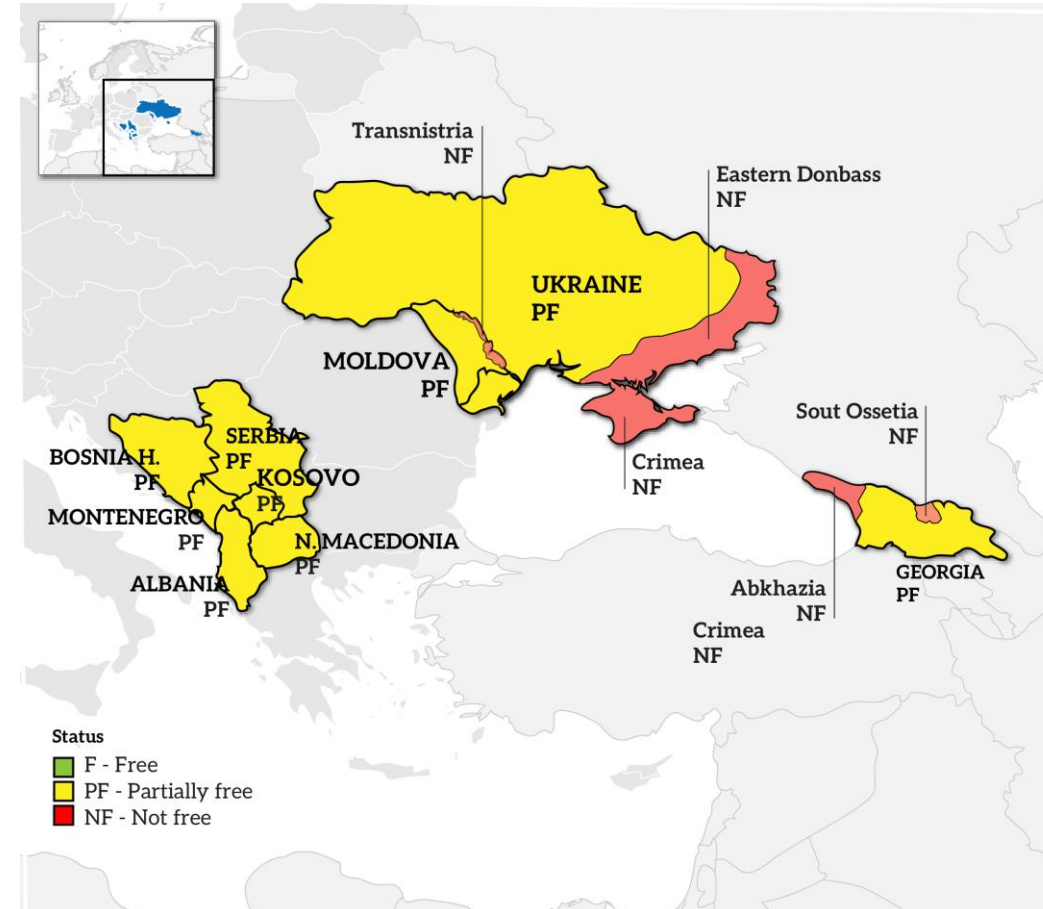 Transnistria
NF
Eastern Donbass
NF
UKRAINE
PF
MOLDOVA
PF
Sout Ossetia
NF
SERBIA
PF
BOSNIA H.
PF
KOSOVO
PF
Crimea
NF
MONTENEGRO
PF
N. MACEDONIA
PF
ALBANIA
PF
GEORGIA
PF
Abkhazia
NF
Crimea
NF
Status
F - Free
PF - Partially free
NF - Not free